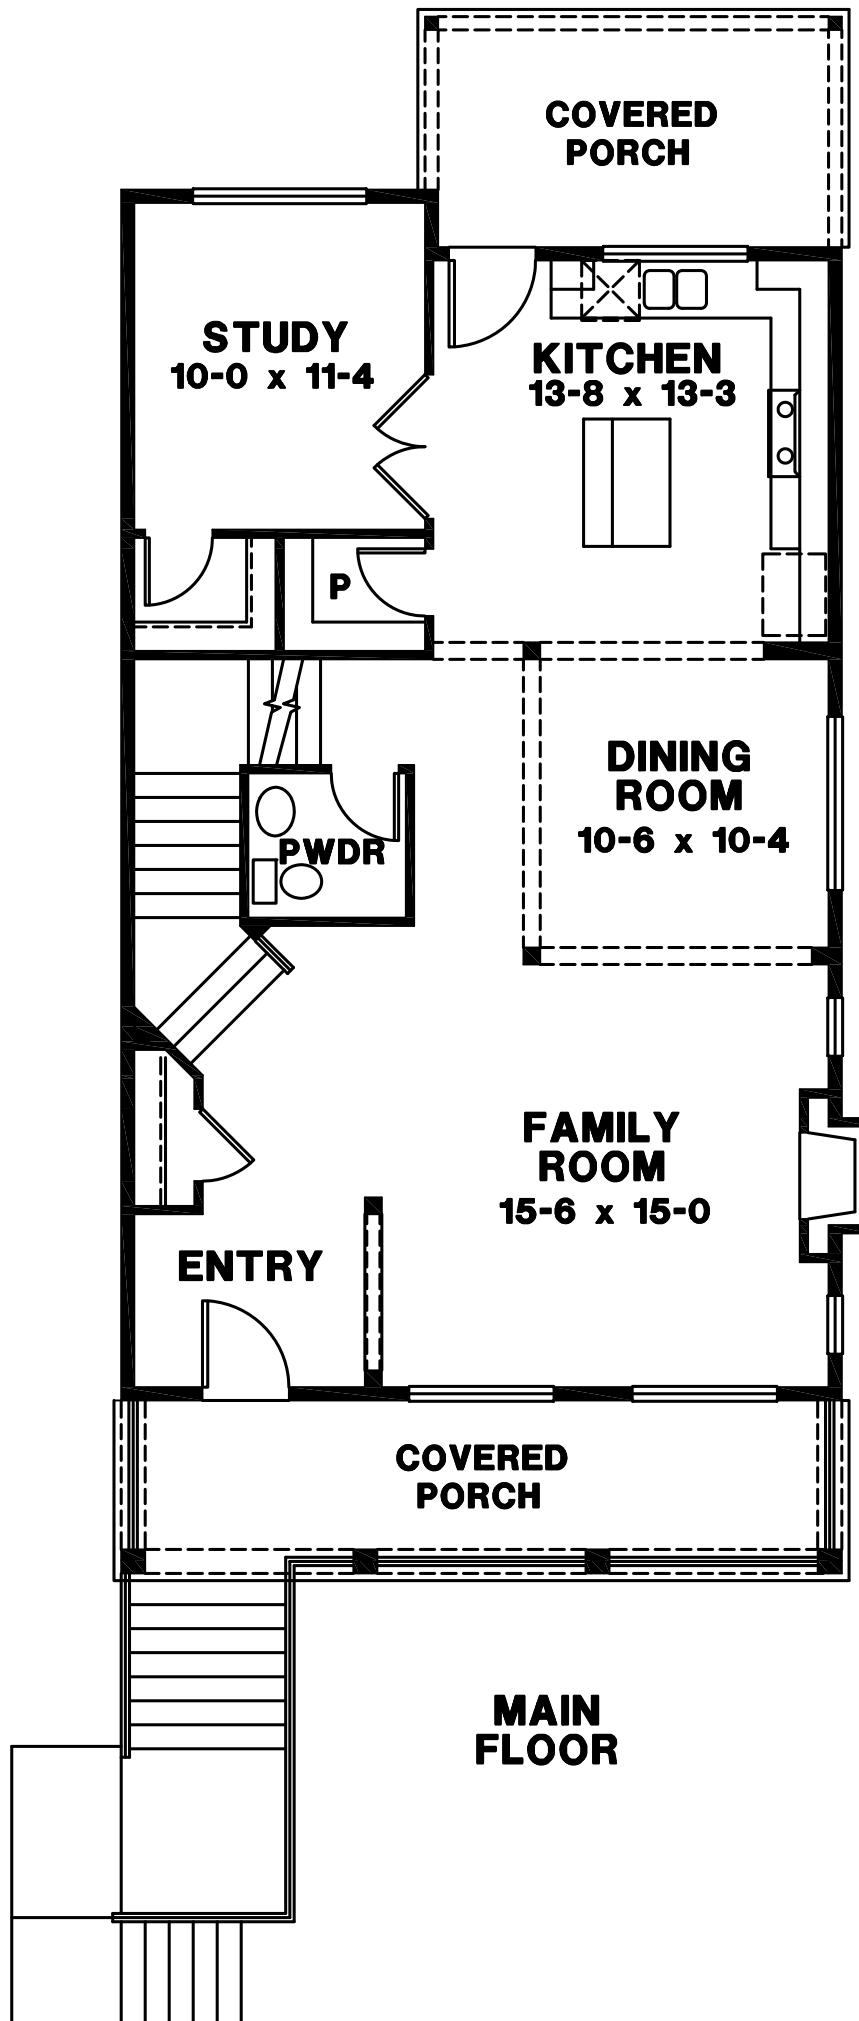 COVERED
PORCH
STUDY
10-0 x 11-4
KITCHEN
13-8 x 13-3
P
DINING
ROOM
10-6 x 10-4
PWDR
FAMILY
ROOM
15-6 x 15-0
ENTRY
COVERED
PORCH
MAIN
FLOOR